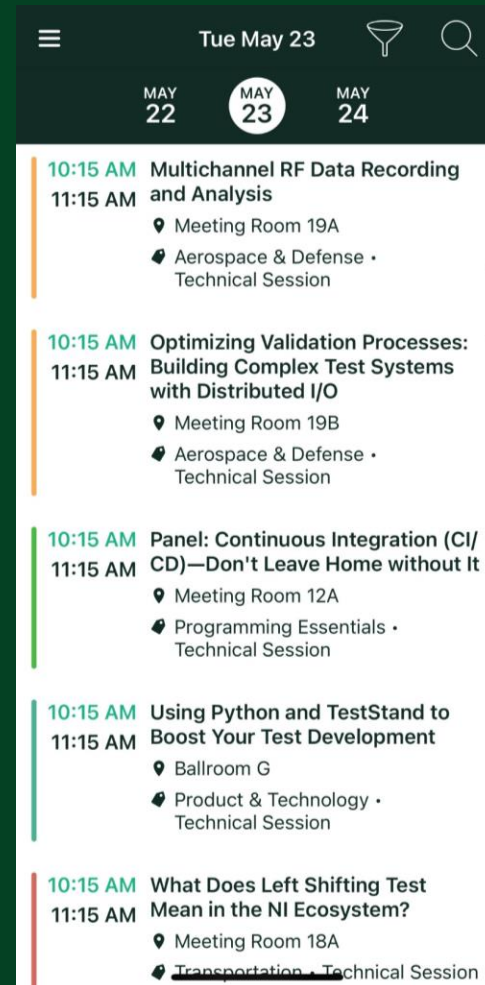 Tue May 23
MAY MAY MAY
22 23 24
10:15 AM Multichannel RF Data Recording
11:15 AM and Analysis
Meeting Room 19A
Aerospace & Defense •
Technical Session
10:15 AM Optimizing Validation Processes:
11:15 AM Building Complex Test Systems
with Distributed I/O
Meeting Room 19B
Aerospace & Defense •
Technical Session
10:15 AM Panel: Continuous Integration (CI/
11:15 AM CD)—Don't Leave Home without It
Meeting Room 12A
Programming Essentials •
Technical Session
10:15 AM Using Python and TestStand to
11:15 AM Boost Your Test Development
Ballroom G
Product & Technology •
Technical Session
10:15 AM What Does Left Shifting Test
11:15 AM Mean in the NI Ecosystem?
Meeting Room 18A
Transportation • Technical Session